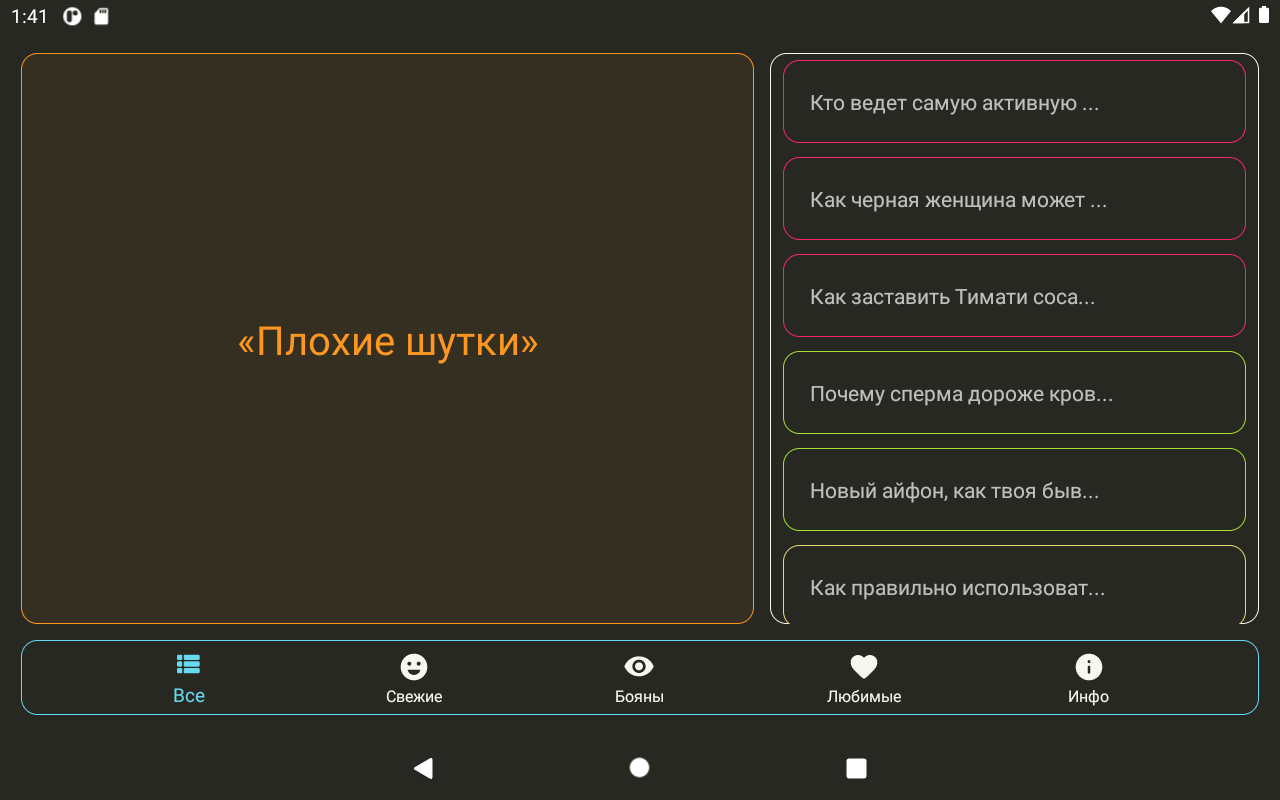 1:41
«Плохие шутки»
Кто ведет самую активную ...
Как черная женщина может ...
Как заставить Тимати соса...
Почему сперма дороже кров...
Новый айфон, как твоя быв...
Как правильно использоват...
Все
Свежие
Бояны
Любимые
Инфо